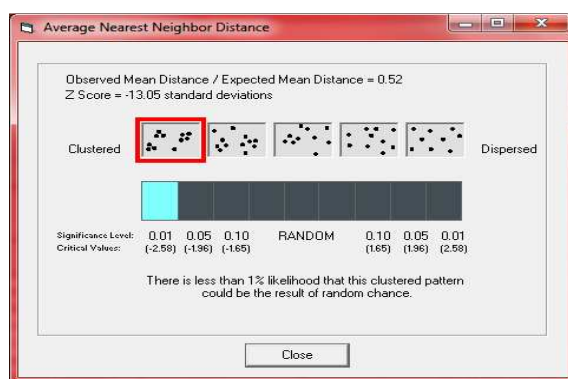 Average Nearest Neighbor Distance
Observed Mean Distance / Expected Mean Distance = 0.52
Z Score = -13.05 standard deviations
Clustered Dispersed
Significance Level: 0.01 0.05 0.10 RANDOM 0.10 0.05 0.01
Critical Values: (-2.58) (-1.96) (-1.65) (1.65) (1.96) (2.58)
There is less than 1% likelihood that this clustered pattern
could be the result of random chance.
Close